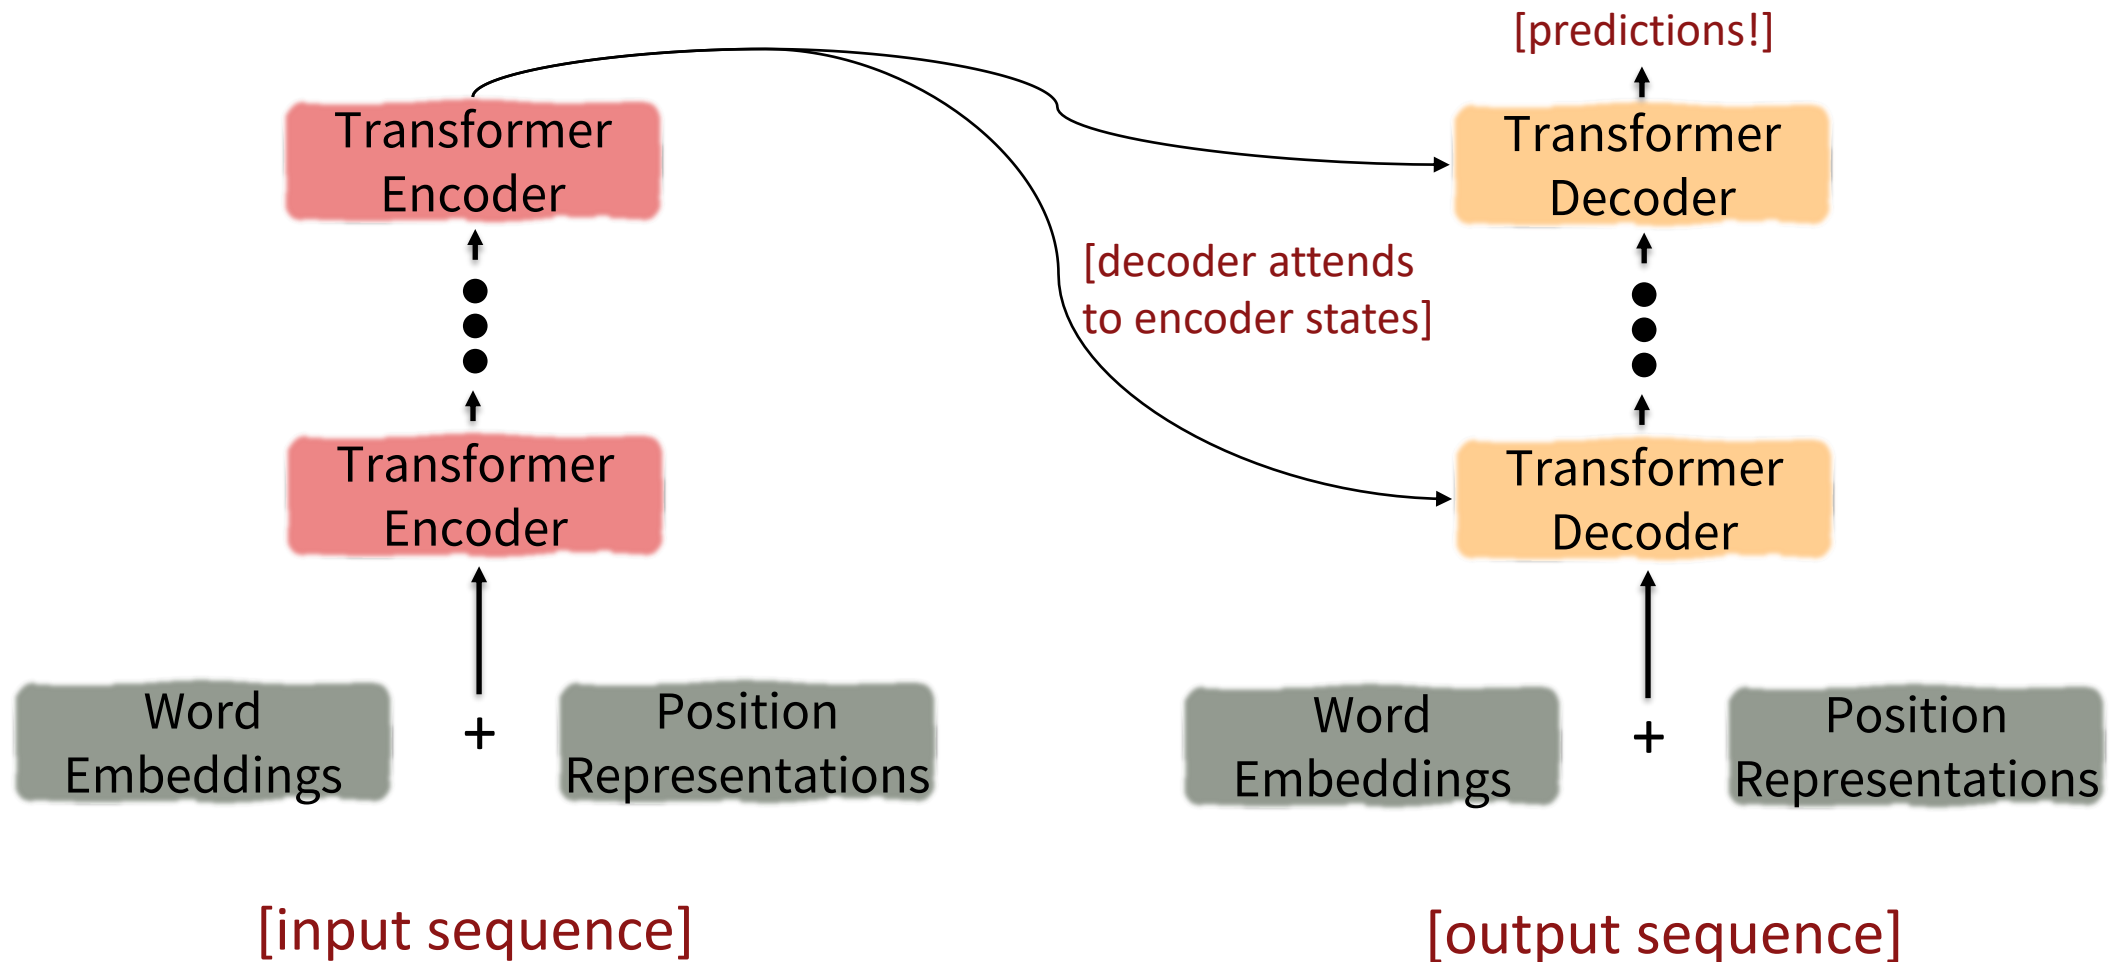 [predictions!]
Transformer
Encoder
Transformer
Decoder
[decoder attends
to encoder states]
Transformer
Encoder
Transformer
Decoder
Word
Embeddings
+
Position
Representations
Word
Embeddings
+
Position
Representations
[input sequence]
[output sequence]